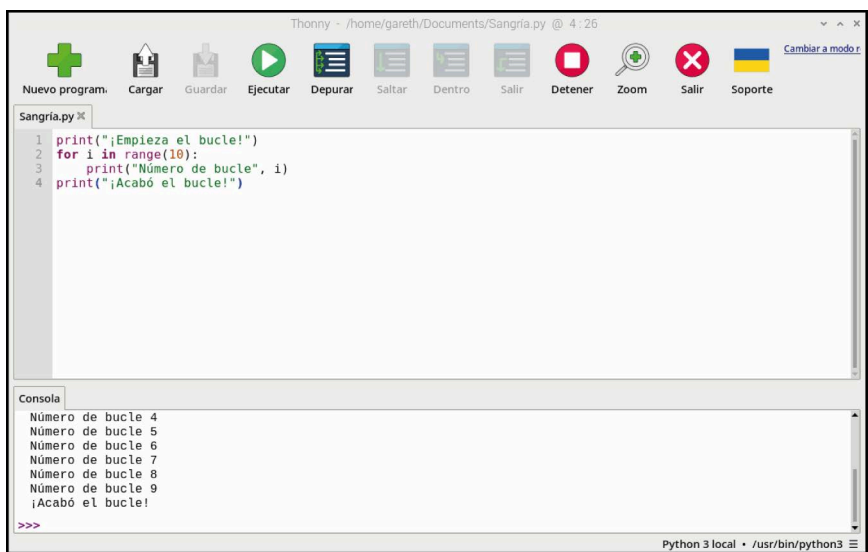 Thonny - /home/gareth/Documents/Sangría.py @ 4:26
Nuevo program. Cargar Guardar Ejecutar Depurar Saltar Dentro Salir Detener Zoom Salir Soporte Cambiar a modo r
Sangría.py
1 print("¡Empieza el bucle!")
2 for i in range(10):
3     print("Número de bucle", i)
4 print("¡Acabó el bucle!")
Consola
Número de bucle 4
Número de bucle 5
Número de bucle 6
Número de bucle 7
Número de bucle 8
Número de bucle 9
¡Acabó el bucle!
>>>
Python 3 local • /usr/bin/python3 ≡